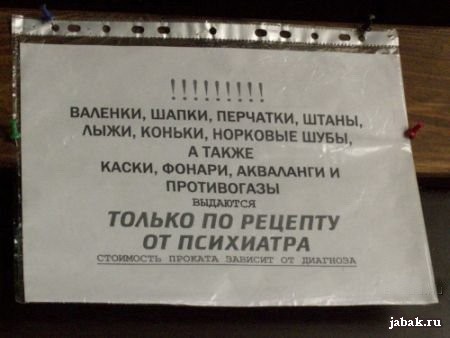 !!!!!!!!!
ВАЛЕНКИ, ШАПКИ, ПЕРЧАТКИ, ШТАНЫ,
ЛЫЖИ, КОНЬКИ, НОРКОВЫЕ ШУБЫ,
А ТАКЖЕ
КАСКИ, ФОНАРИ, АКВАЛАНГИ И
ПРОТИВОГАЗЫ
ВЫДАЮТСЯ
ТОЛЬКО ПО РЕЦЕПТУ
ОТ ПСИХИАТРА
СТОИМОСТЬ ПРОКАТА ЗАВИСИТ ОТ ДИАГНОЗА
jabak.ru